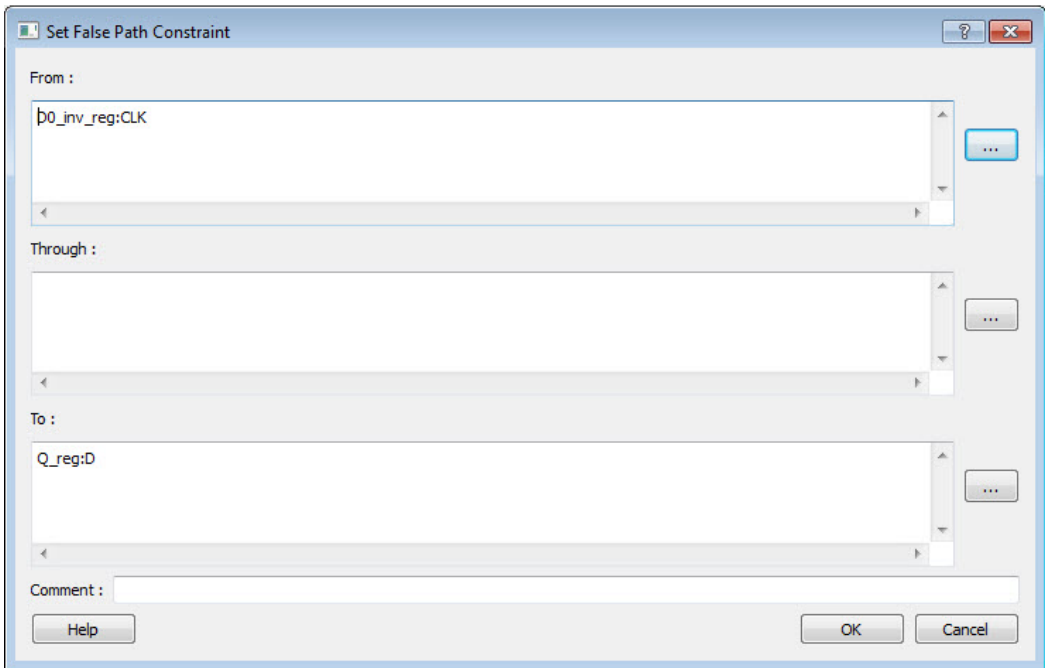 Set False Path Constraint
From :
D0_inv_reg:CLK
...
Through :
...
To :
Q_reg:D
...
Comment :
Help
OK
Cancel